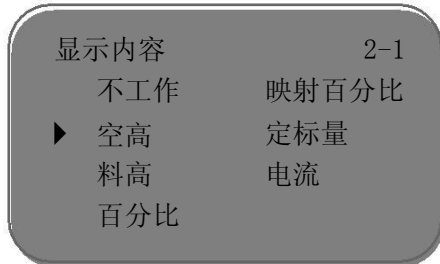 显示内容 2-1
不工作 映射百分比
▶ 空高 定标量
料高 电流
百分比